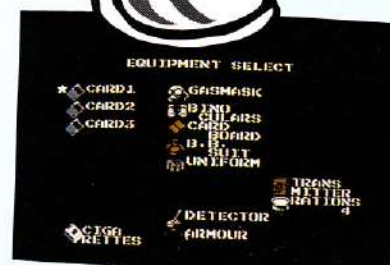 EQUIPMENT SELECT
CARD1
CARD2
CARD3
GASMASK
BINO
CULARS
CARD
BOARD
B.B.
SUIT
UNIFORM
TRANS
MITTER
RATIONS
4
CIGA
RETTES
DETECTOR
ARMOUR